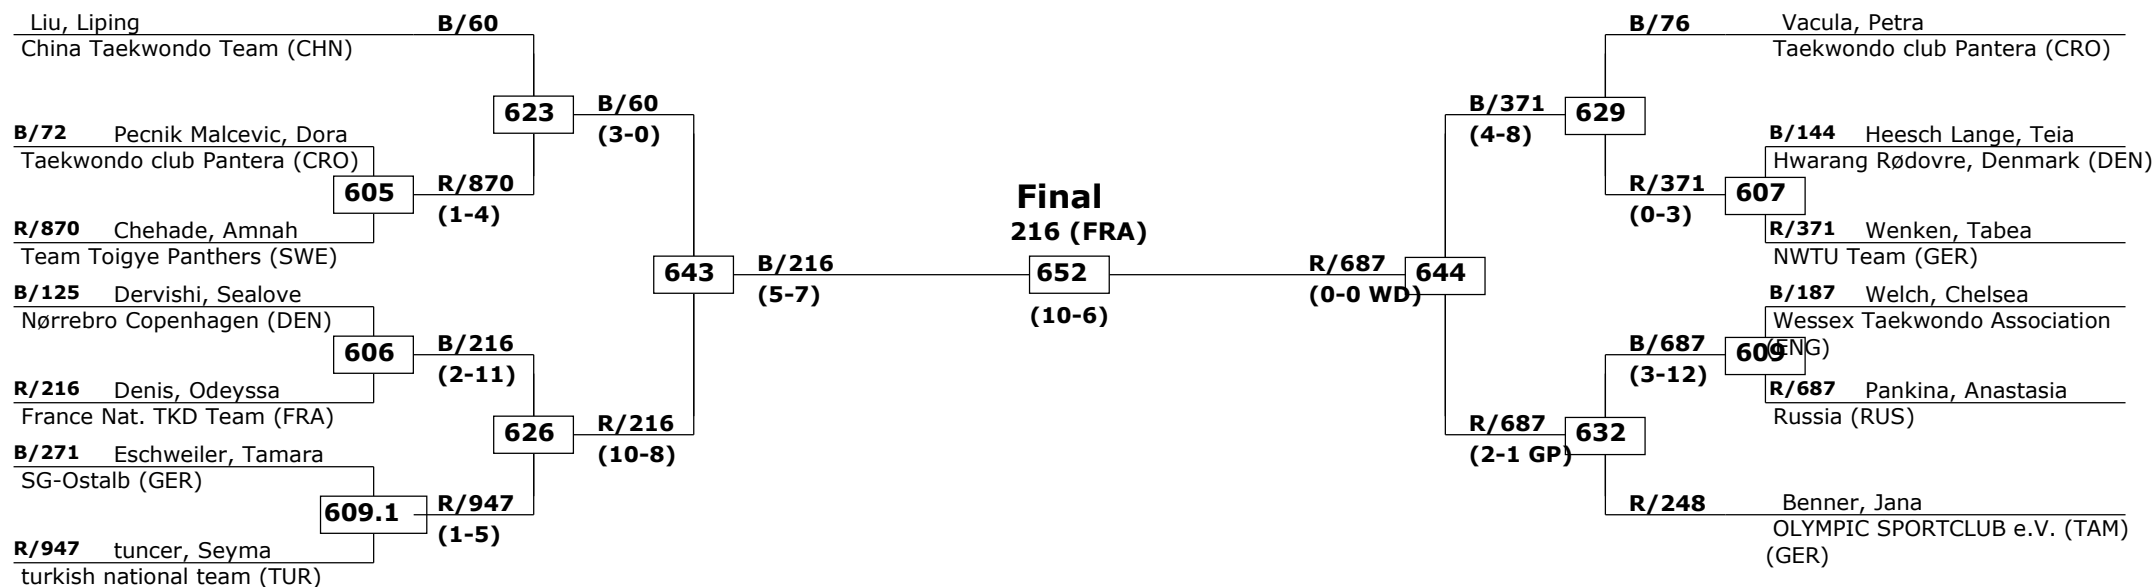 Liu, Liping
B/60
China Taekwondo Team (CHN)
623
B/60
(3-0)
B/72 Pecnik Malcevic, Dora
Taekwondo club Pantera (CRO)
605
R/870
(1-4)
R/870 Chehade, Amnah
Team Toigye Panthers (SWE)
643
B/216
(5-7)
B/125 Dervishi, Sealove
Nørrebro Copenhagen (DEN)
606
B/216
(2-11)
R/216 Denis, Odeyssa
France Nat. TKD Team (FRA)
626
R/216
(10-8)
B/271 Eschweiler, Tamara
SG-Ostalb (GER)
609.1
R/947
(1-5)
R/947 tuncer, Seyma
turkish national team (TUR)
Final
216 (FRA)
652
(10-6)
B/76
Vacula, Petra
Taekwondo club Pantera (CRO)
B/371
(4-8)
629
B/144 Heesch Lange, Teia
Hwarang Rødovre, Denmark (DEN)
R/371
(0-3)
607
R/371 Wenken, Tabea
NWTU Team (GER)
R/687
(0-0 WD)
644
B/187 Welch, Chelsea
Wessex Taekwondo Association
(ENG)
B/687
(3-12)
609
R/687 Pankina, Anastasia
Russia (RUS)
R/687
(2-1 GP)
632
R/248
Benner, Jana
OLYMPIC SPORTCLUB e.V. (TAM)
(GER)